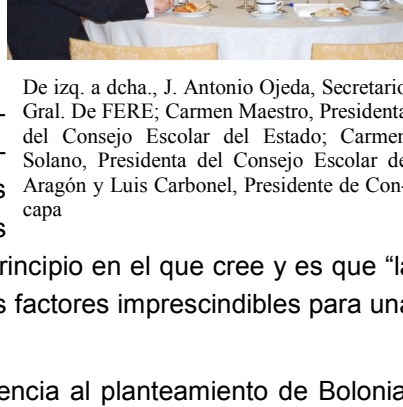 De izq. a dcha., J. Antonio Ojeda, Secretario
Gral. De FERE; Carmen Maestro, Presidenta
del Consejo Escolar del Estado; Carmen
Solano, Presidenta del Consejo Escolar de
Aragón y Luis Carbonel, Presidente de Con-
capa
en el que cree y es que “la
factores imprescindibles para una
al planteamiento de Bolonia